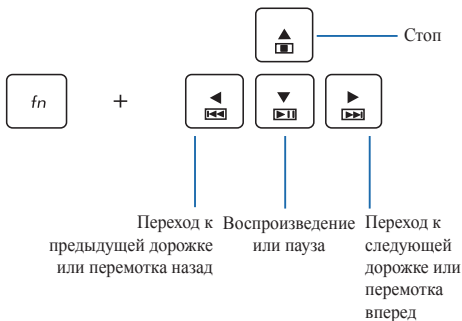 Стоп
fn
+
Переход к
предыдущей дорожке
или перемотка назад
Воспроизведение
или пауза
Переход к
следующей
дорожке или
перемотка
вперед